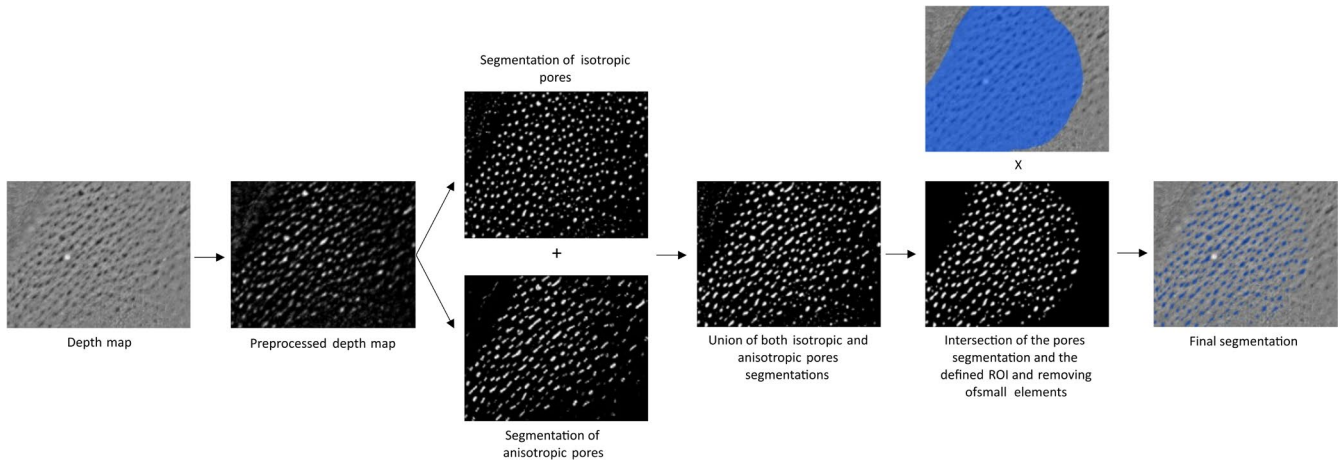 Segmentation of isotropic
pores
+
Segmentation of
anisotropic pores
Depth map
Preprocessed depth map
Union of both isotropic and
anisotropic pores
segmentations
X
Intersection of the pores
segmentation and the
defined ROI and removing
ofsmall elements
Final segmentation